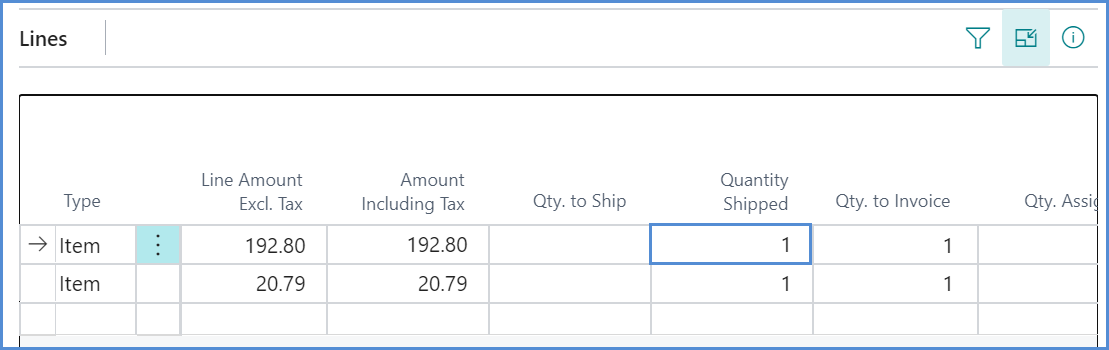 Lines
Line Amount Amount Quantity
Type Excl. Tax Including Tax Qty. to Ship Shipped Qty. to Invoice Qty. Assig
Item 192.80 192.80 1 1
Item 20.79 20.79 1 1